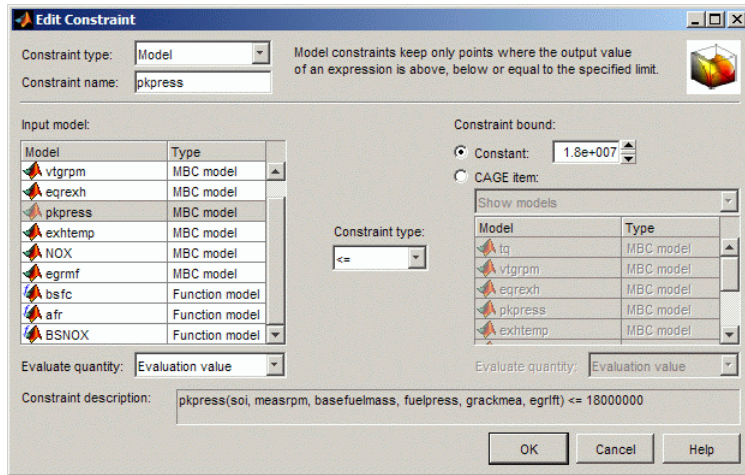 Edit Constraint
Constraint type: Model
Model constraints keep only points where the output value
of an expression is above, below or equal to the specified limit.
Constraint name: pkpress
Input model:
Model Type
vtgrpm MBC model
eqrexh MBC model
pkpress MBC model
exhtemp MBC model
NOX MBC model
egrmf MBC model
bsfc Function model
afr Function model
BSNOX Function model
Evaluate quantity: Evaluation value
Constraint type:
<=
Constraint bound:
Constant: 1.8e+007
CAGE item:
Show models
Model Type
tq MBC model
vtgrpm MBC model
eqrexh MBC model
pkpress MBC model
exhtemp MBC model
Evaluate quantity: Evaluation value
Constraint description: pkpress(soi, measrpm, basefuelmass, fuelpress, grackmea, egrlft) <= 18000000
OK Cancel Help